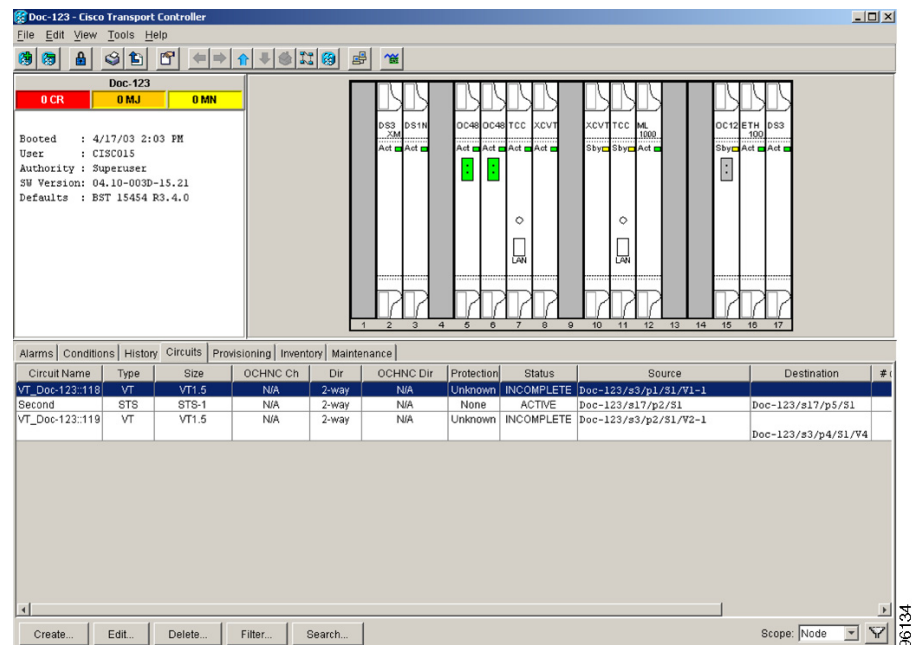 Doc-123 - Cisco Transport Controller
File Edit View Tools Help
Doc-123
0 CR 0 MJ 0 MN
Booted : 4/17/03 2:03 PM
User : CISCO15
Authority : Superuser
SW Version: 04.10-003D-15.21
Defaults : BST 15454 R3.4.0
DS3 XM DS1N OC48 OC48 TCC XCVT XCVT TCC ML 1000 OC12 ETH 100 DS3
Act Act Act Act Act Act Sby Sby Act Sby Act Act
LAN LAN
1 2 3 4 5 6 7 8 9 10 11 12 13 14 15 16 17
Alarms Conditions History Circuits Provisioning Inventory Maintenance
Circuit Name Type Size OCHNC Ch Dir OCHNC Dir Protection Status Source Destination #
VT_Doc-123::118 VT VT1.5 N/A 2-way N/A Unknown INCOMPLETE Doc-123/s3/p1/S1/V1-1
Second STS STS-1 N/A 2-way N/A None ACTIVE Doc-123/s17/p2/S1 Doc-123/s17/p5/S1
VT_Doc-123::119 VT VT1.5 N/A 2-way N/A Unknown INCOMPLETE Doc-123/s3/p2/S1/V2-1
Doc-123/s3/p4/S1/V4
Create... Edit... Delete... Filter... Search... Scope: Node
96134